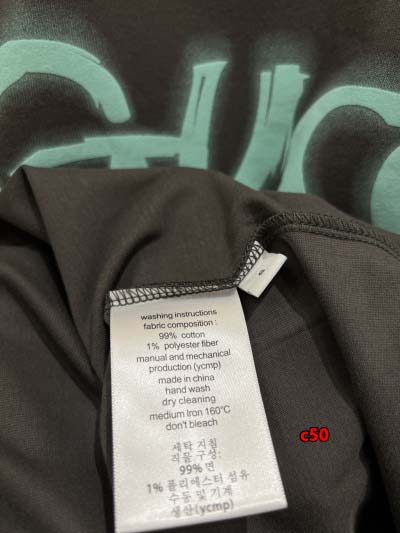 GUC
washing instructions
fabric composition :
99% cotton
1% polyester fiber
manual and mechanical
production (ycmp)
made in china
hand wash
dry cleaning
medium Iron 160°C
don't bleach
세탁 지침
직물 구성:
99% 면
1% 폴리에스터 섬유
수동 및 기계
생산(ycmp)
c50